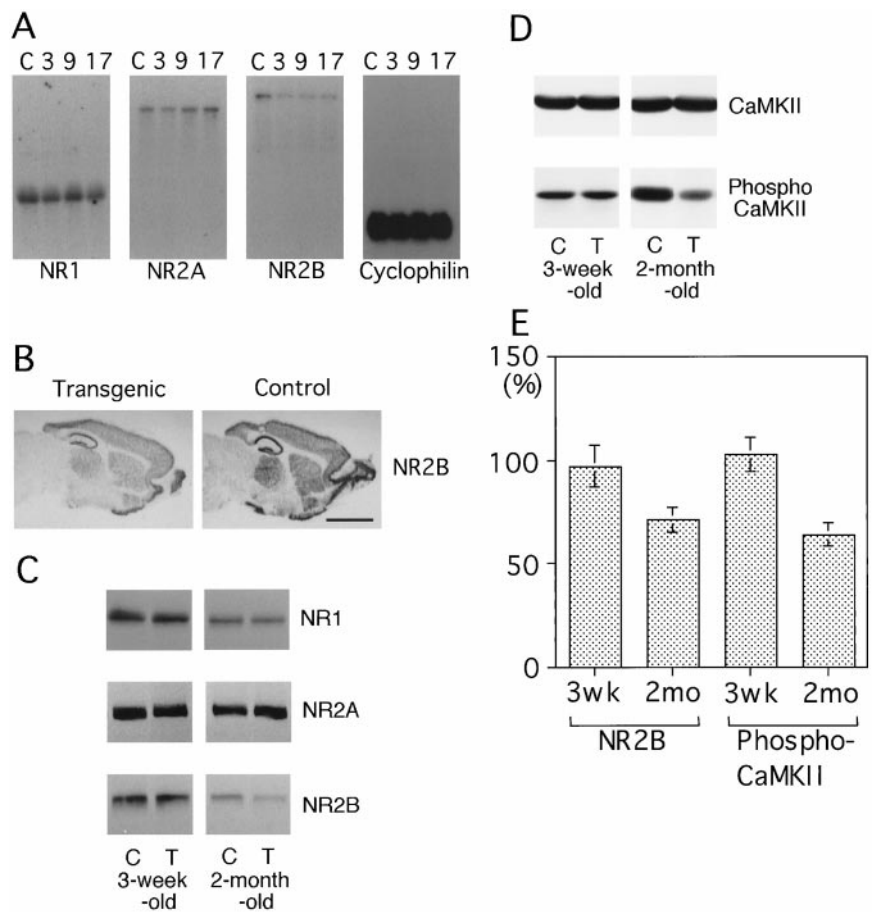 A
C 3 9 17
C 3 9 17
C 3 9 17
C 3 9 17
NR1
NR2A
NR2B
Cyclophilin
B
Transgenic
Control
NR2B
C
NR1
NR2A
NR2B
C T
C T
3-week
-old
2-month
-old
D
CaMKII
Phospho
CaMKII
C T
C T
3-week
-old
2-month
-old
E
150
(%)
100
50
0
3wk
2mo
3wk
2mo
NR2B
Phospho-
CaMKII